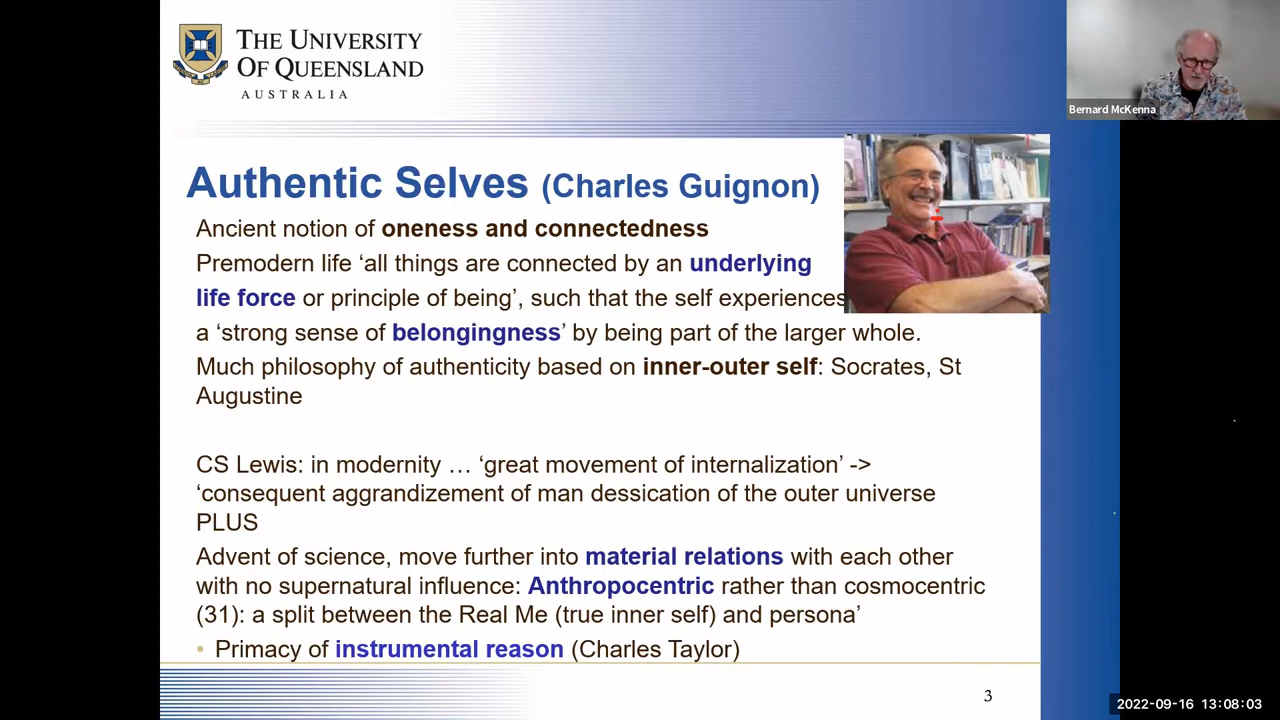 THE UNIVERSITY
OF QUEENSLAND
AUSTRALIA
Bernard McKenna
Authentic Selves (Charles Guignon)
Ancient notion of oneness and connectedness
Premodern life ‘all things are connected by an underlying
life force or principle of being’, such that the self experiences
a ‘strong sense of belongingness’ by being part of the larger whole.
Much philosophy of authenticity based on inner-outer self: Socrates, St
Augustine
CS Lewis: in modernity … ‘great movement of internalization’ ->
‘consequent aggrandizement of man dessication of the outer universe
PLUS
Advent of science, move further into material relations with each other
with no supernatural influence: Anthropocentric rather than cosmocentric
(31): a split between the Real Me (true inner self) and persona’
• Primacy of instrumental reason (Charles Taylor)
3
2022-09-16 13:08:03